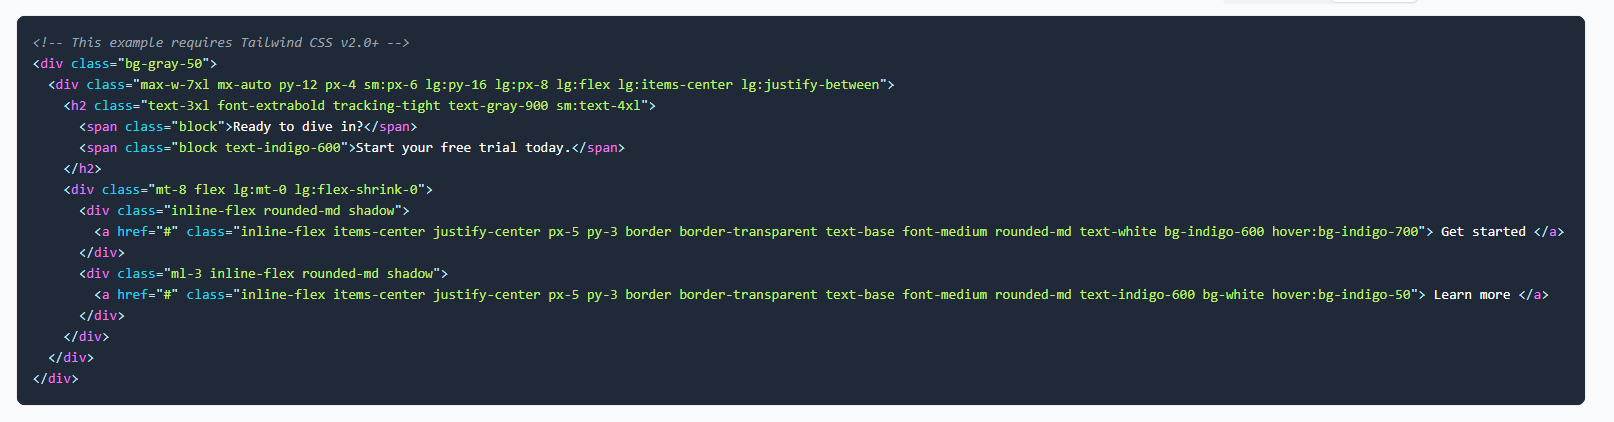 <!-- This example requires Tailwind CSS v2.0+ -->
<div class="bg-gray-50">
  <div class="max-w-7xl mx-auto py-12 px-4 sm:px-6 lg:py-16 lg:px-8 lg:flex lg:items-center lg:justify-between">
    <h2 class="text-3xl font-extrabold tracking-tight text-gray-900 sm:text-4xl">
      <span class="block">Ready to dive in?</span>
      <span class="block text-indigo-600">Start your free trial today.</span>
    </h2>
    <div class="mt-8 flex lg:mt-0 lg:flex-shrink-0">
      <div class="inline-flex rounded-md shadow">
        <a href="#" class="inline-flex items-center justify-center px-5 py-3 border border-transparent text-base font-medium rounded-md text-white bg-indigo-600 hover:bg-indigo-700"> Get started </a>
      </div>
      <div class="ml-3 inline-flex rounded-md shadow">
        <a href="#" class="inline-flex items-center justify-center px-5 py-3 border border-transparent text-base font-medium rounded-md text-indigo-600 bg-white hover:bg-indigo-50"> Learn more </a>
      </div>
    </div>
  </div>
</div>